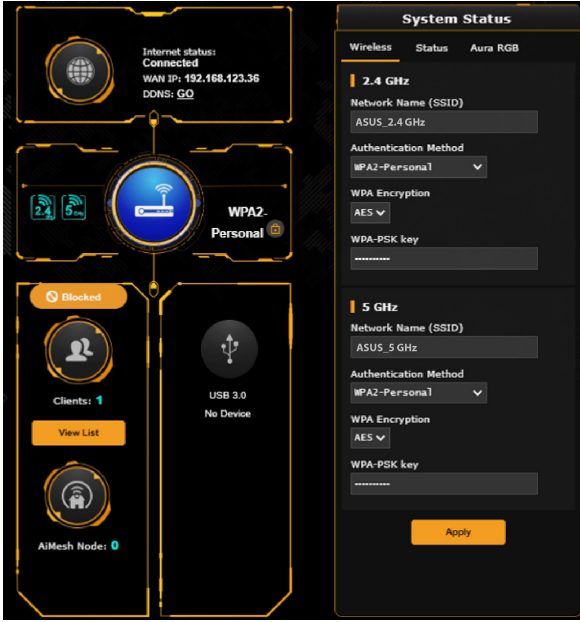 Internet status:
Connected
WAN IP: 192.168.123.36
DDNS: GO
2.4 GHz
5 GHz
WPA2-
Personal
Blocked
Clients: 1
View List
AiMesh Node: 0
USB 3.0
No Device
System Status
Wireless Status Aura RGB
2.4 GHz
Network Name (SSID)
ASUS_2.4 GHz
Authentication Method
WPA2-Personal
WPA Encryption
AES
WPA-PSK key
----------
5 GHz
Network Name (SSID)
ASUS_5 GHz
Authentication Method
WPA2-Personal
WPA Encryption
AES
WPA-PSK key
----------
Apply